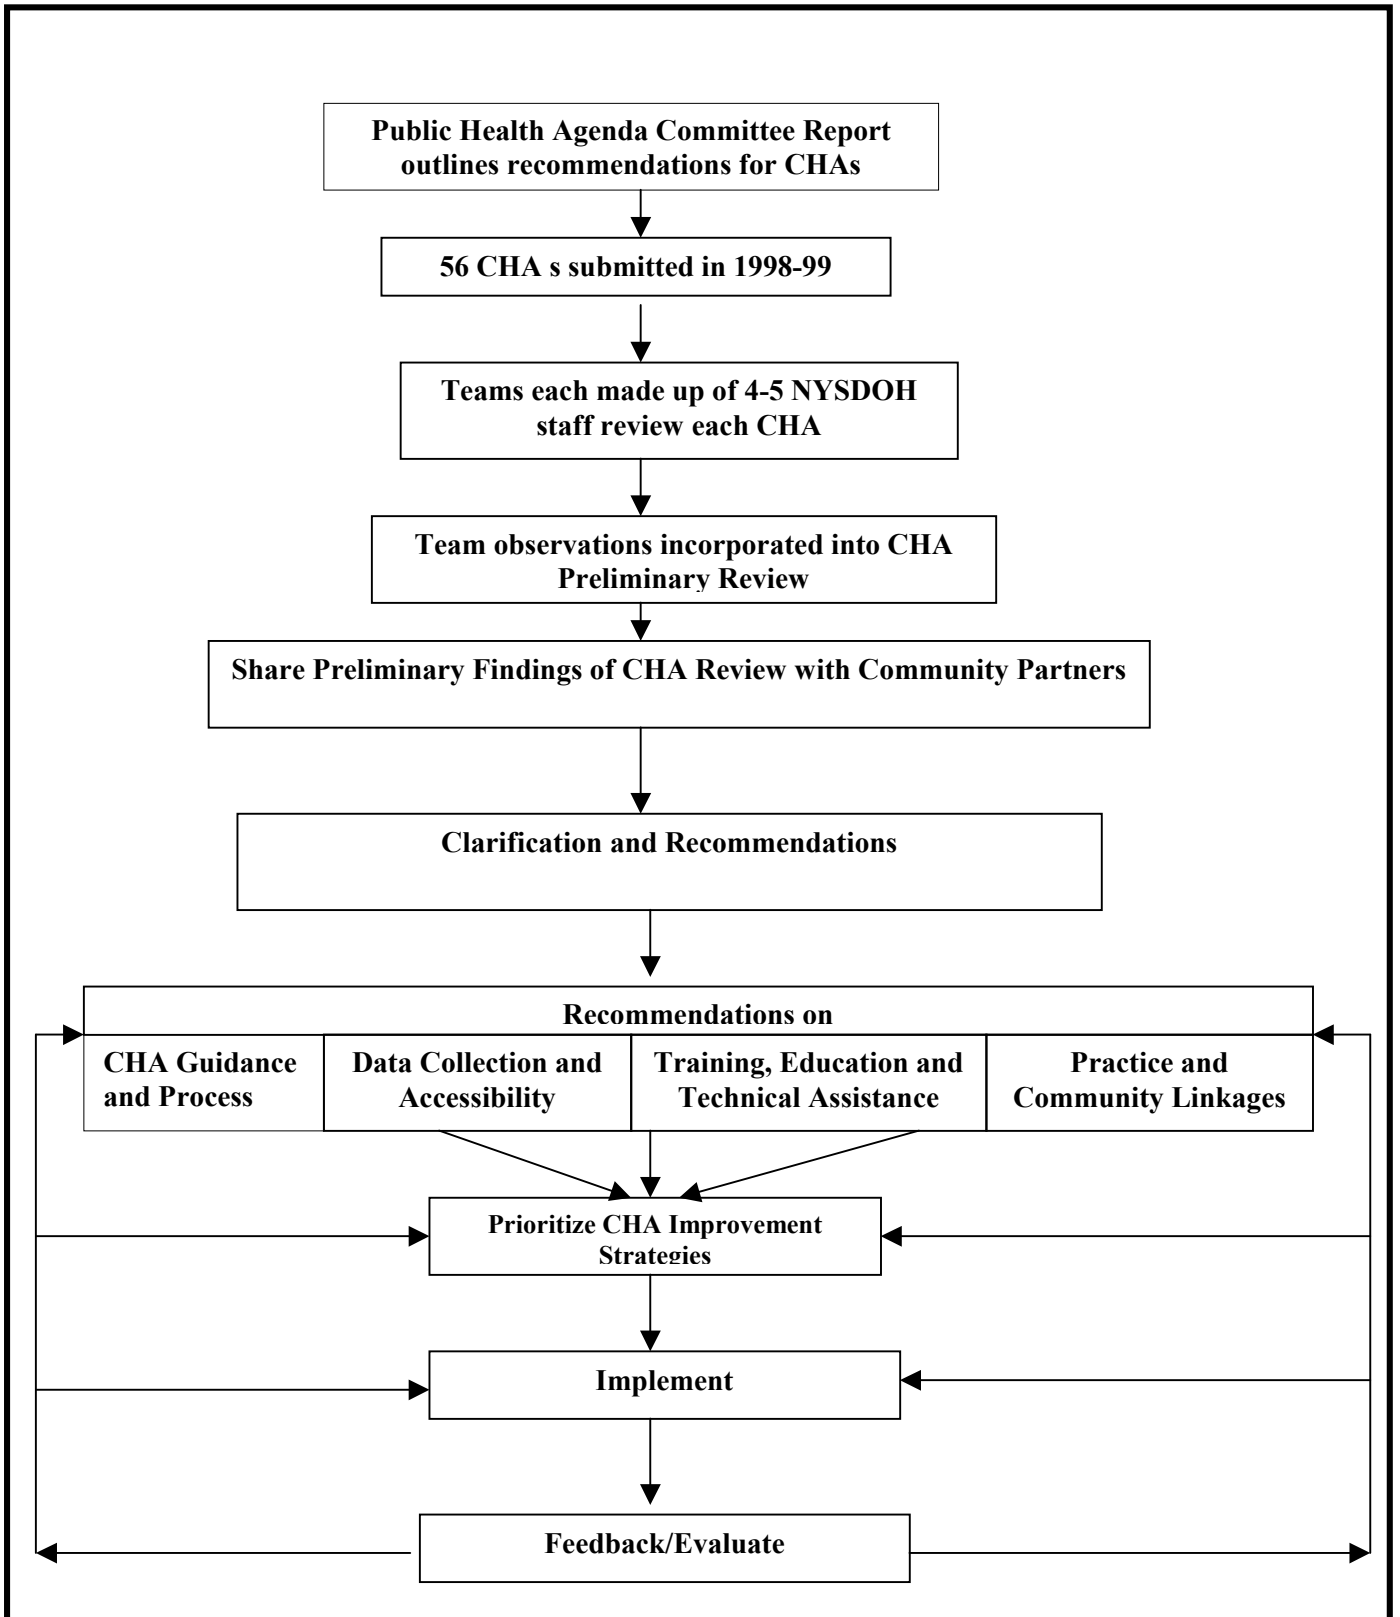 Public Health Agenda Committee Report
outlines recommendations for CHAs
56 CHA s submitted in 1998-99
Teams each made up of 4-5 NYSDOH
staff review each CHA
Team observations incorporated into CHA
Preliminary Review
Share Preliminary Findings of CHA Review with Community Partners
Clarification and Recommendations
Recommendations on
CHA Guidance
and Process
Data Collection and
Accessibility
Training, Education and
Technical Assistance
Practice and
Community Linkages
Prioritize CHA Improvement
Strategies
Implement
Feedback/Evaluate